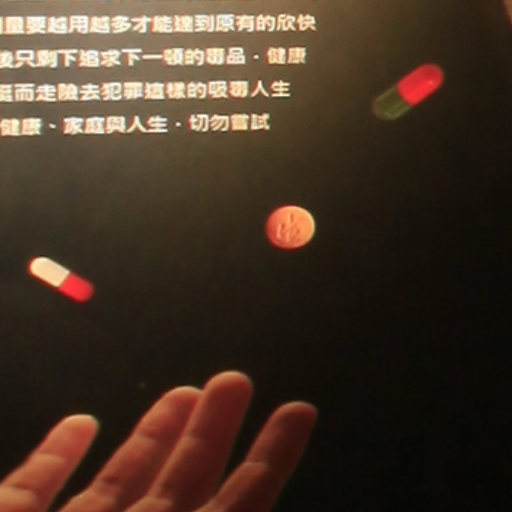 量要越用越多才能達到原有的欣快
後只剩下追求下一頓的毒品，健康
挺而走險去犯罪這樣的吸毒人生
健康、家庭與人生，切勿嘗試